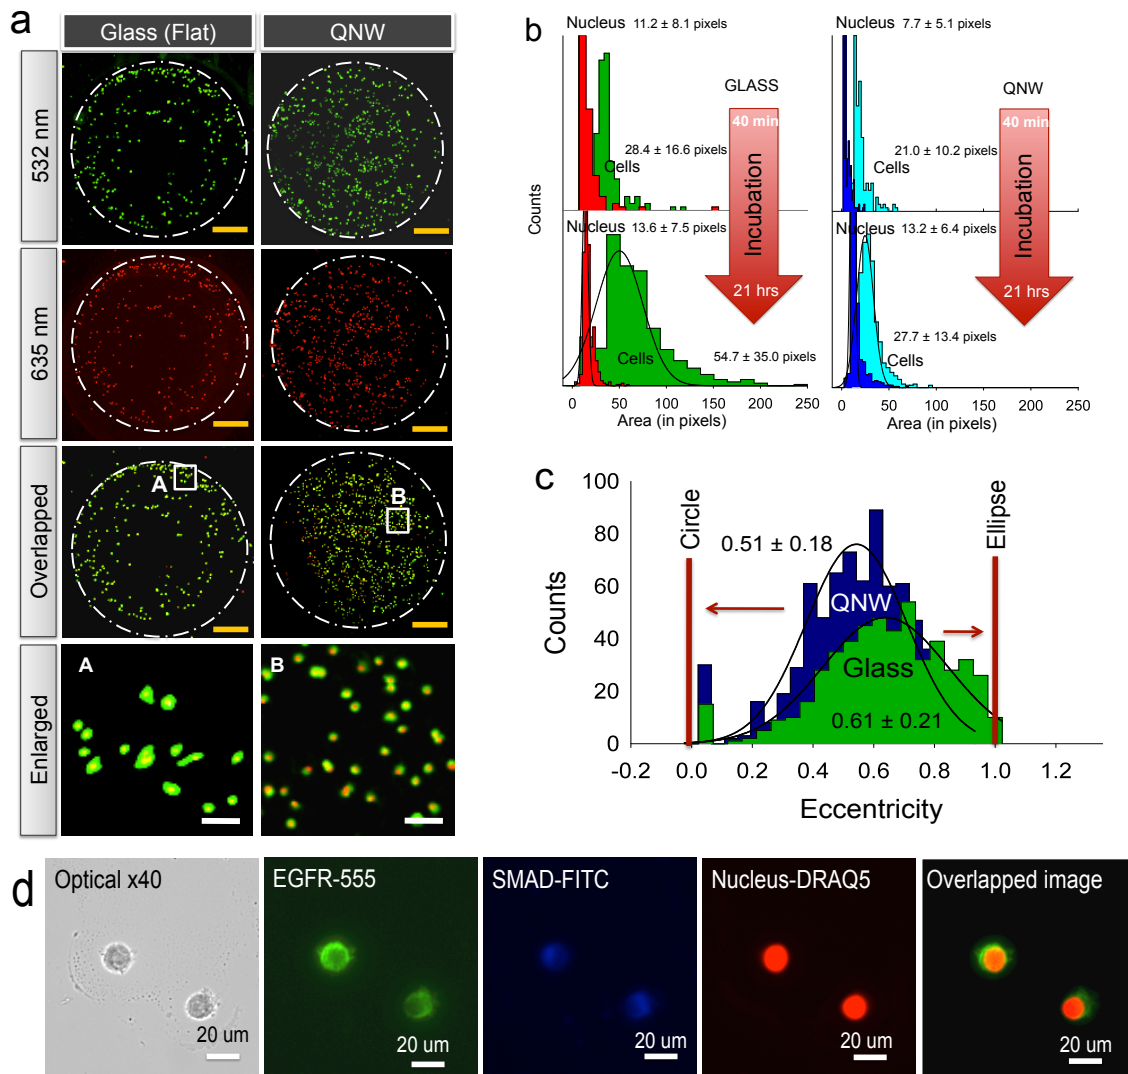 a
Glass (Flat)
QNW
532 nm
635 nm
Overlapped
A
B
Enlarged
A
B
b
Nucleus 11.2 ± 8.1 pixels
GLASS
40 min
28.4 ± 16.6 pixels
Cells
Incubation
Nucleus 13.6 ± 7.5 pixels
21 hrs
Cells
54.7 ± 35.0 pixels
Counts
0 50 100 150 200 250
Area (in pixels)
Nucleus 7.7 ± 5.1 pixels
QNW
40 min
21.0 ± 10.2 pixels
Cells
Incubation
Nucleus 13.2 ± 6.4 pixels
21 hrs
27.7 ± 13.4 pixels
Cells
0 50 100 150 200 250
Area (in pixels)
c
100
80
60
40
20
0
Counts
Circle
Ellipse
0.51 ± 0.18
QNW
Glass
0.61 ± 0.21
-0.2 0.0 0.2 0.4 0.6 0.8 1.0 1.2
Eccentricity
d
Optical x40
20 um
EGFR-555
20 um
SMAD-FITC
20 um
Nucleus-DRAQ5
20 um
Overlapped image
20 um